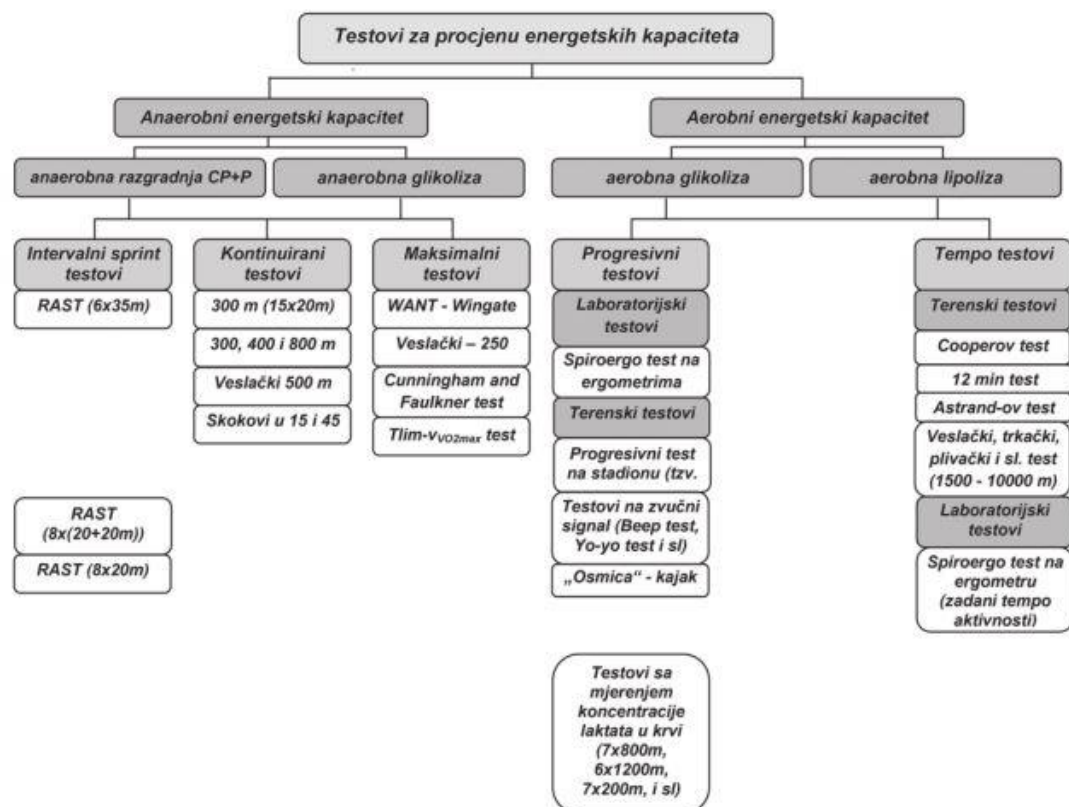 Testovi za procjenu energetskih kapaciteta
Anaerobni energetski kapacitet
Aerobni energetski kapacitet
anaerobna razgradnja CP+P
anaerobna glikoliza
aerobna glikoliza
aerobna lipoliza
Intervalni sprint
testovi
RAST (6x35m)
RAST
(8x(20+20m))
RAST (8x20m)
Kontinuirani
testovi
300 m (15x20m)
300, 400 i 800 m
Veslački 500 m
Skokovi u 15 i 45
Maksimalni
testovi
WANT - Wingate
Veslački – 250
Cunningham and
Faulkner test
Tlim-vVO2max test
Progresivni
testovi
Laboratorijski
testovi
Spiroergo test na
ergometrima
Terenski testovi
Progresivni test
na stadionu (tzv.
Testovi na zvučni
signal (Beep test,
Yo-yo test i sl)
„Osmica“ - kajak
Testovi sa
mjerenjem
koncentracije
laktata u krvi
(7x800m,
6x1200m,
7x200m, i sl)
Tempo testovi
Terenski testovi
Cooperov test
12 min test
Astrand-ov test
Veslački, trkački,
plivački i sl. test
(1500 - 10000 m)
Laboratorijski
testovi
Spiroergo test na
ergometru
(zadani tempo
aktivnosti)